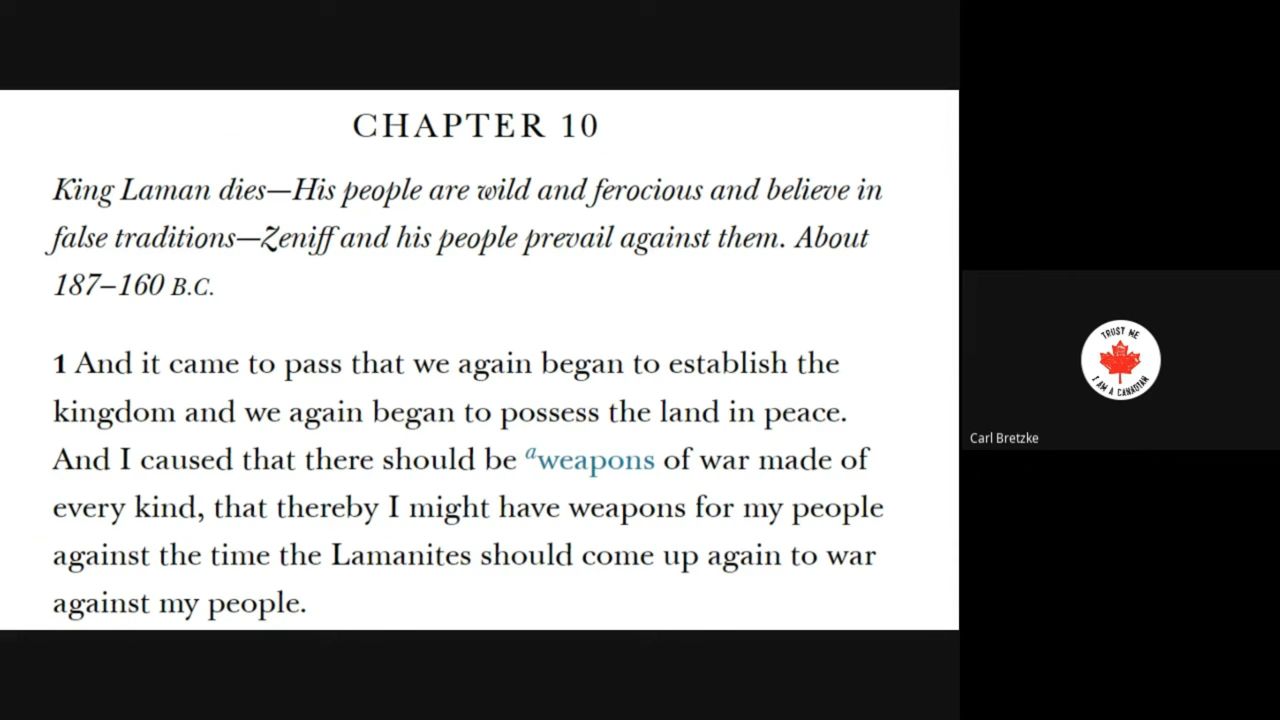 CHAPTER 10
King Laman dies—His people are wild and ferocious and believe in
false traditions—Zeniff and his people prevail against them. About
187–160 B.C.
1 And it came to pass that we again began to establish the
kingdom and we again began to possess the land in peace.
And I caused that there should be aweapons of war made of
every kind, that thereby I might have weapons for my people
against the time the Lamanites should come up again to war
against my people.
TRUST ME
I AM A CANADIAN
Carl Bretzke